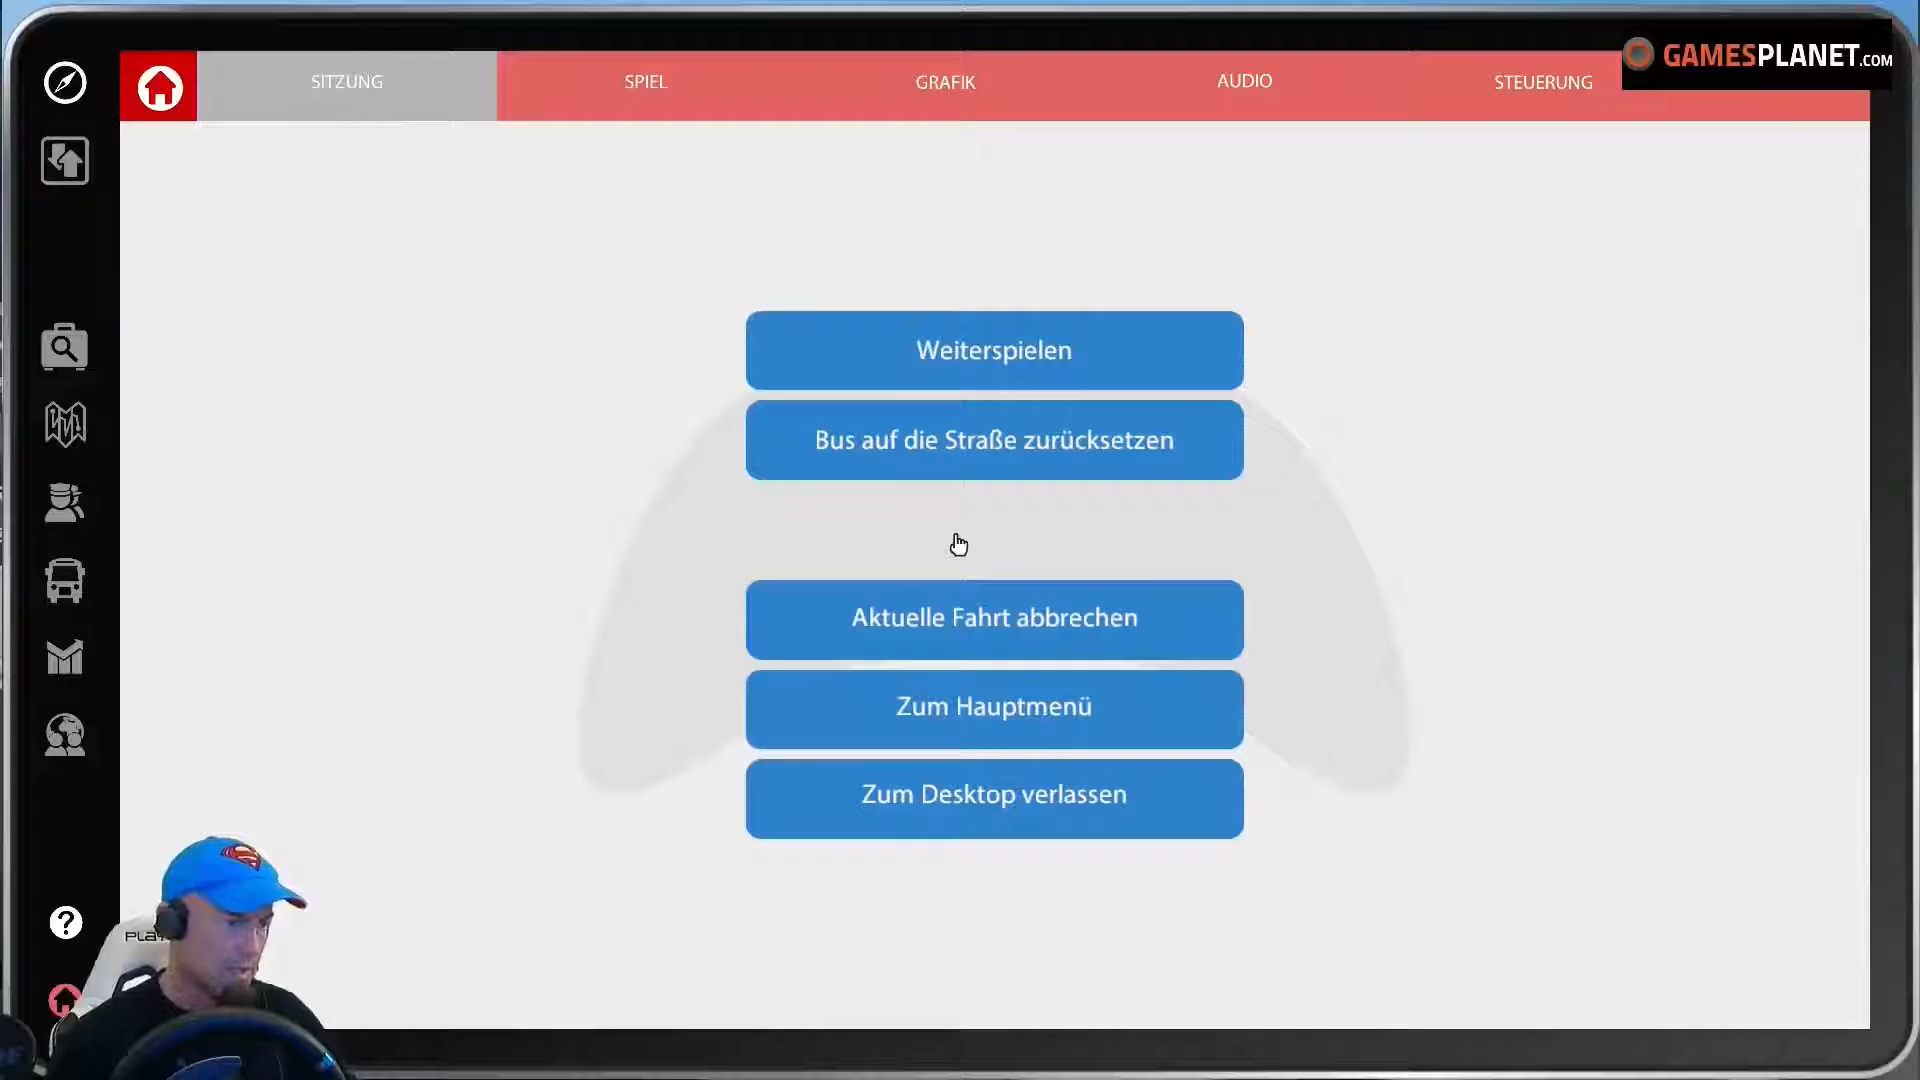 GAMESPLANET.COM
SITZUNG
SPIEL
GRAFIK
AUDIO
STEUERUNG
Weiterspielen
Bus auf die Straße zurücksetzen
Aktuelle Fahrt abbrechen
Zum Hauptmenü
Zum Desktop verlassen
?